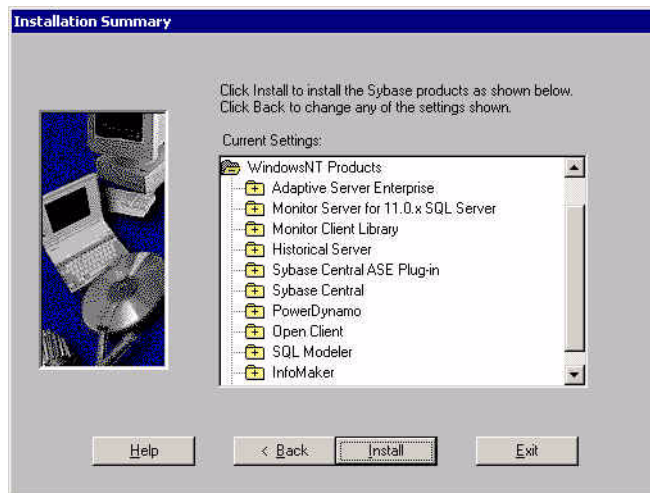 Installation Summary
Click Install to install the Sybase products as shown below.
Click Back to change any of the settings shown.
Current Settings:
WindowsNT Products
Adaptive Server Enterprise
Monitor Server for 11.0.x SQL Server
Monitor Client Library
Historical Server
Sybase Central ASE Plug-in
Sybase Central
PowerDynamo
Open Client
SQL Modeler
InfoMaker
Help
< Back
Install
Exit